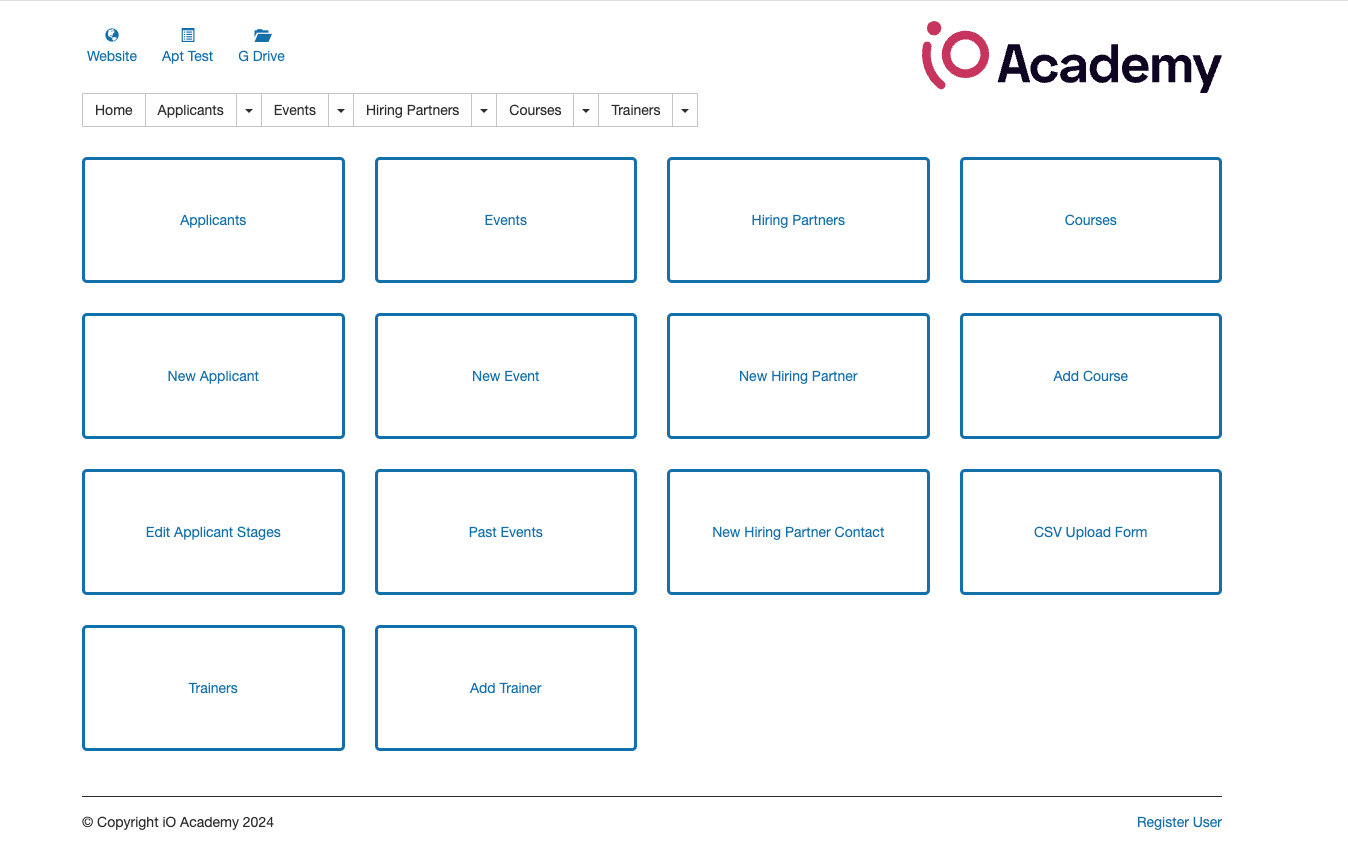 Website Apt Test G Drive
iO Academy
Home Applicants Events Hiring Partners Courses Trainers
Applicants Events Hiring Partners Courses
New Applicant New Event New Hiring Partner Add Course
Edit Applicant Stages Past Events New Hiring Partner Contact CSV Upload Form
Trainers Add Trainer
© Copyright iO Academy 2024 Register User